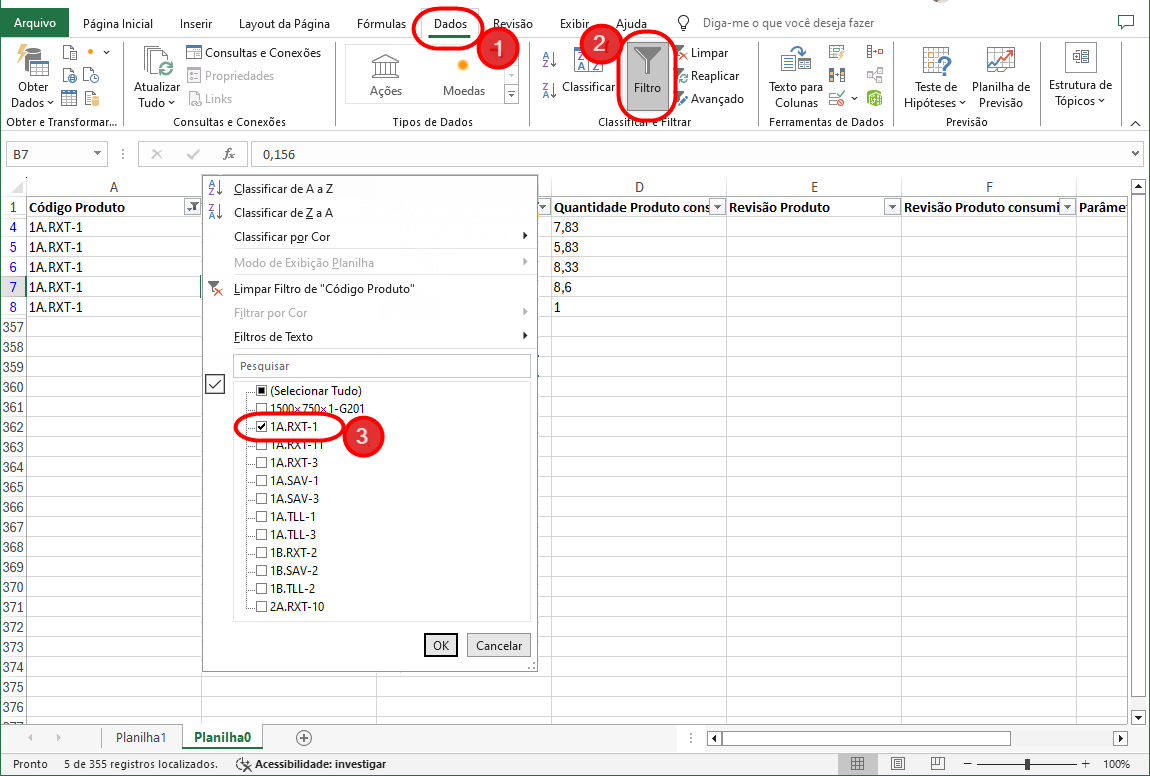 Arquivo Página Inicial Inserir Layout da Página Fórmulas Dados Revisão Exibir Ajuda Diga-me o que você deseja fazer
1
2
Obter Dados
Atualizar Tudo
Consultas e Conexões
Propriedades
Links
Ações
Moedas
Classificar
Filtro
Limpar
Reaplicar
Avançado
Texto para Colunas
Teste de Hipóteses
Planilha de Previsão
Estrutura de Tópicos
Obter e Transformar... Consultas e Conexões Tipos de Dados Classificar e Filtrar Ferramentas de Dados Previsão
B7 fx 0,156
A D E F
1 Código Produto Quantidade Produto cons Revisão Produto Revisão Produto consumi Parâme
4 1A.RXT-1 7,83
5 1A.RXT-1 5,83
6 1A.RXT-1 8,33
7 1A.RXT-1 8,6
8 1A.RXT-1 1
357
358
359
360
361
362
363
364
365
366
367
368
369
370
371
372
373
374
375
376
Classificar de A a Z
Classificar de Z a A
Classificar por Cor
Modo de Exibição Planilha
Limpar Filtro de "Código Produto"
Filtrar por Cor
Filtros de Texto
Pesquisar
(Selecionar Tudo)
1500×750×1-G201
1A.RXT-1
3
1A.RXT-11
1A.RXT-3
1A.SAV-1
1A.SAV-3
1A.TLL-1
1A.TLL-3
1B.RXT-2
1B.SAV-2
1B.TLL-2
2A.RXT-10
OK Cancelar
Planilha1 Planilha0
Pronto 5 de 355 registros localizados. Acessibilidade: investigar 100%